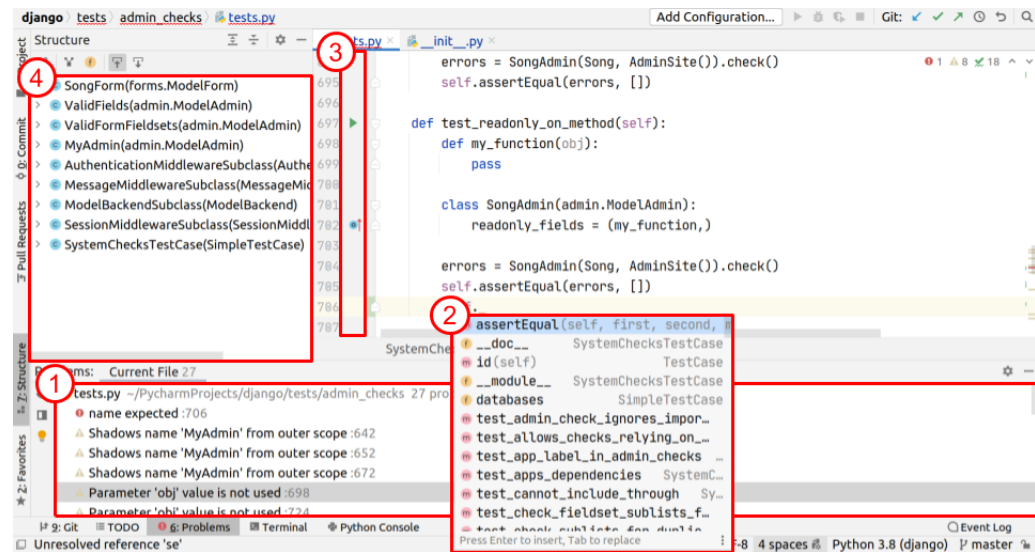 django tests admin_checks tests.py Add Configuration... Git:
Project Structure ts.py × __init__.py ×
3
4
errors = SongAdmin(Song, AdminSite()).check() 1 8 18
SongForm(forms.ModelForm) 695 self.assertEqual(errors, [])
ValidFields(admin.ModelAdmin) 696
ValidFormFieldsets(admin.ModelAdmin) 697 def test_readonly_on_method(self):
MyAdmin(admin.ModelAdmin) 698 def my_function(obj):
AuthenticationMiddlewareSubclass(Authe 699 pass
MessageMiddlewareSubclass(MessageMid 700
ModelBackendSubclass(ModelBackend) 701 class SongAdmin(admin.ModelAdmin):
SessionMiddlewareSubclass(SessionMiddl 702 readonly_fields = (my_function,)
SystemChecksTestCase(SimpleTestCase) 703
704 errors = SongAdmin(Song, AdminSite()).check()
705 self.assertEqual(errors, [])
706 f._
707
0: Commit
Pull Requests
7: Structure
2: Favorites
2
assertEqual(self, first, second, m
SystemChe __doc__ SystemChecksTestCase
id(self) TestCase
__module__ SystemChecksTestCase
databases SimpleTestCase
test_admin_check_ignores_impor…
test_allows_checks_relying_on_…
test_app_label_in_admin_checks …
test_apps_dependencies SystemC…
test_cannot_include_through Sy…
test_check_fieldset_sublists_f…
test_check_sublists_for_duplic…
Press Enter to insert, Tab to replace
ms: Current File 27
1
tests.py ~/PycharmProjects/django/tests/admin_checks 27 pro
name expected :706
Shadows name 'MyAdmin' from outer scope :642
Shadows name 'MyAdmin' from outer scope :652
Shadows name 'MyAdmin' from outer scope :672
Parameter 'obj' value is not used :698
Parameter 'obj' value is not used :724
9: Git TODO 6: Problems Terminal Python Console Event Log
Unresolved reference 'se' F-8 4 spaces Python 3.8 (django) master